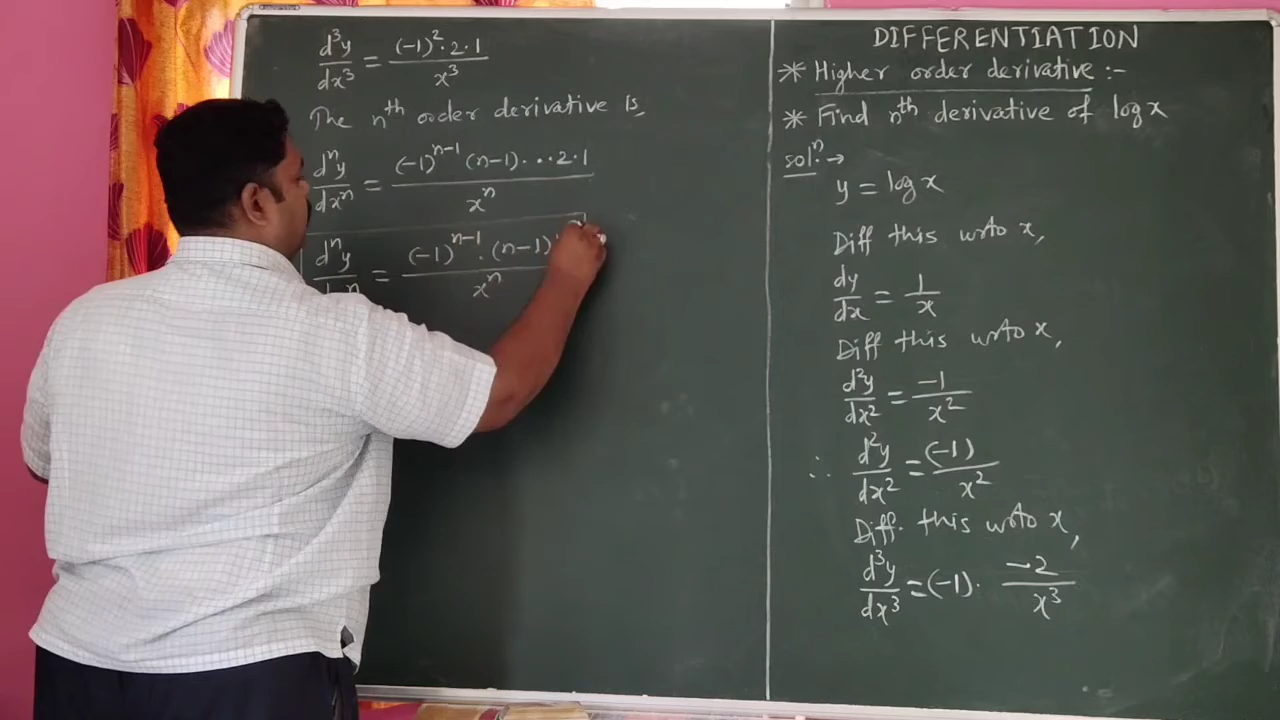 DIFFERENTIATION
* Higher order derivative :-
* Find nth derivative of log x
solⁿ. →
y = log x
Diff this w.r.to x,
dy/dx = 1/x
Diff this w.r.to x,
d²y/dx² = -1/x²
∴ d²y/dx² = (-1)/x²
Diff. this w.r.to x,
d³y/dx³ = (-1). -2/x³
d³y/dx³ = (-1)²·2·1/x³
The nth order derivative is,
dⁿy/dxⁿ = (-1)ⁿ⁻¹ (n-1)···2·1/xⁿ
dⁿy/dxⁿ = (-1)ⁿ⁻¹.(n-1)/xⁿ